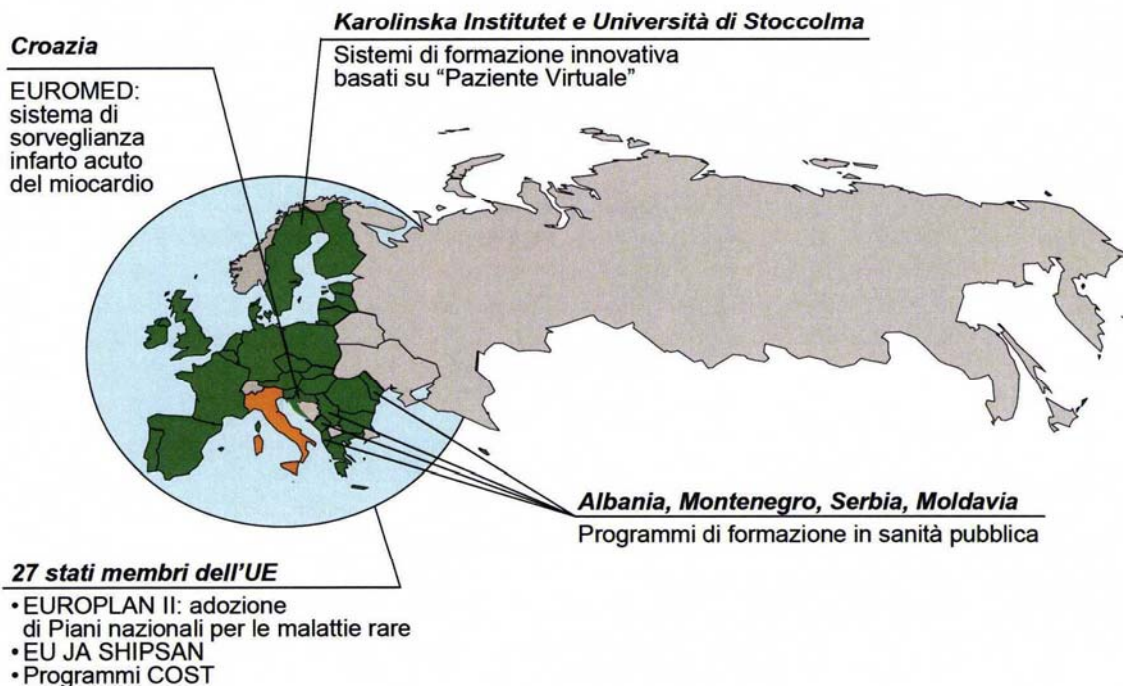 Karolinska Institutet e Università di Stoccolma
Sistemi di formazione innovativa
basati su “Paziente Virtuale”
Croazia
EUROMED:
sistema di
sorveglianza
infarto acuto
del miocardio
Albania, Montenegro, Serbia, Moldavia
Programmi di formazione in sanità pubblica
27 stati membri dell'UE
• EUROPLAN II: adozione
di Piani nazionali per le malattie rare
• EU JA SHIPSAN
• Programmi COST